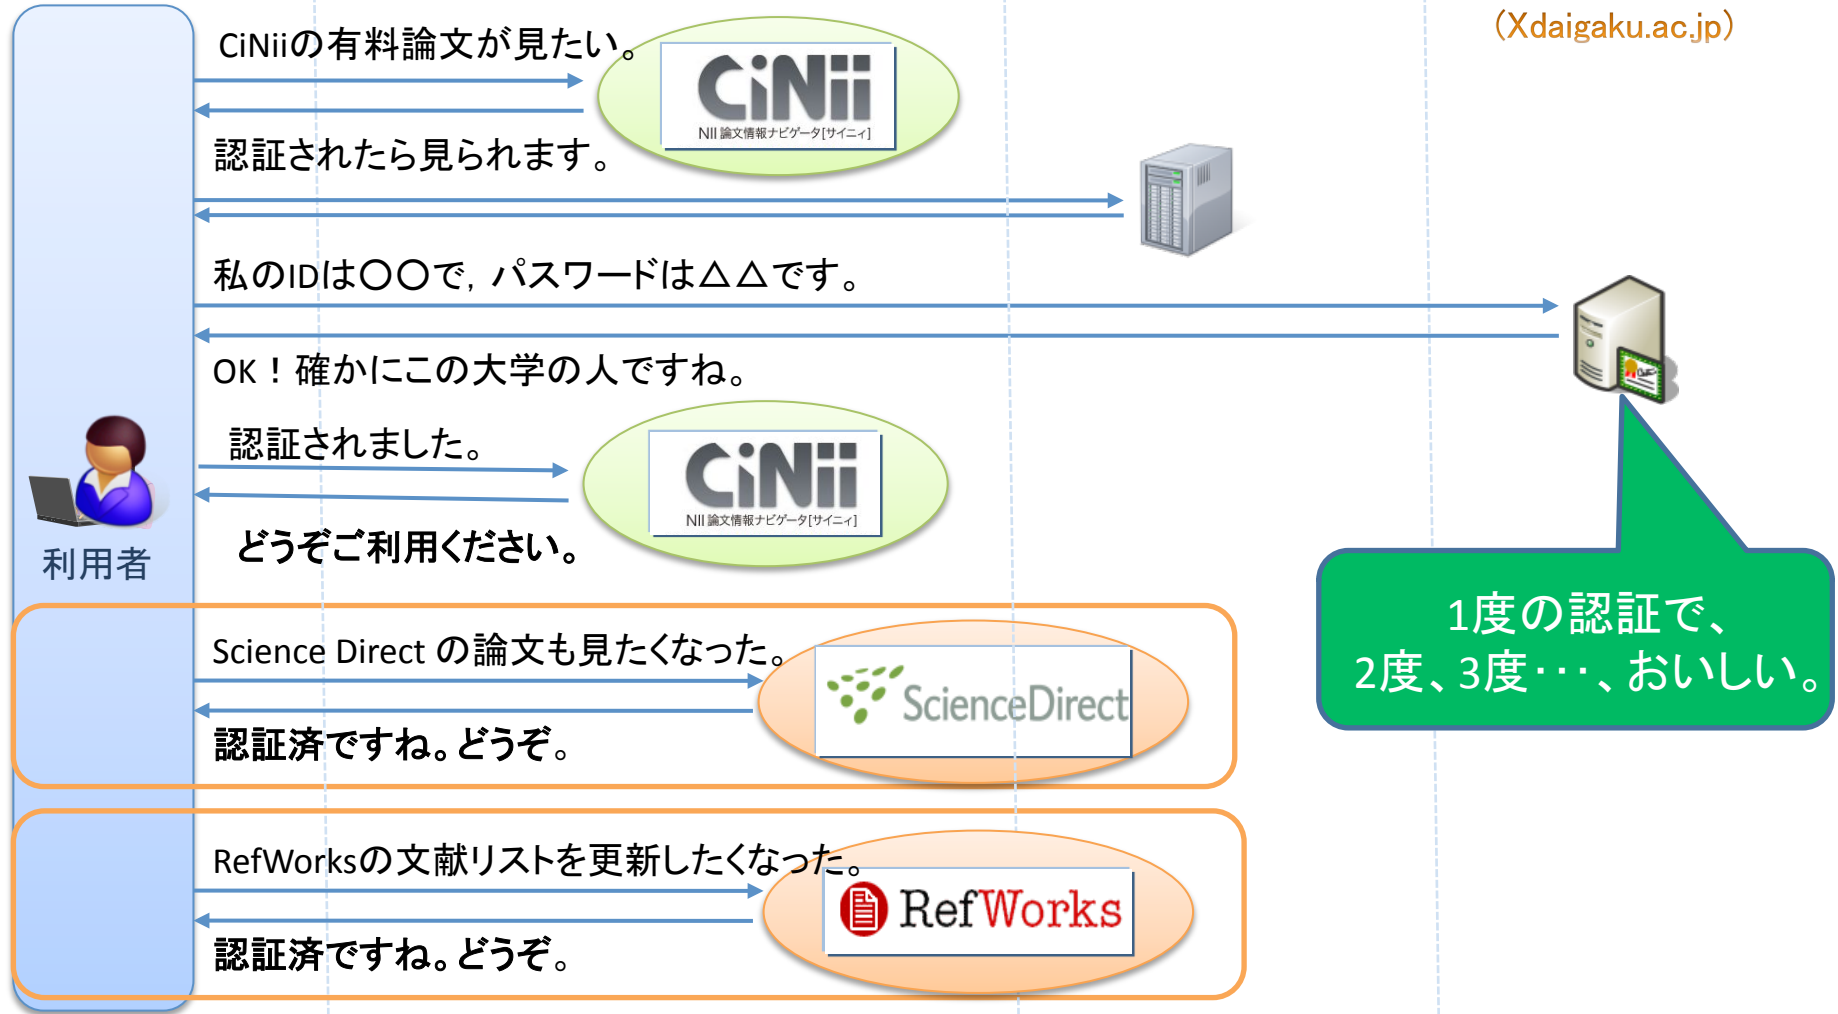 (Xdaigaku.ac.jp)
CiNiiの有料論文が見たい。
CiNii
NII 論文情報ナビゲータ[サイニィ]
認証されたら見られます。
私のIDは〇〇で，パスワードは△△です。
OK！確かにこの大学の人ですね。
認証されました。
CiNii
NII 論文情報ナビゲータ[サイニィ]
どうぞご利用ください。
利用者
1度の認証で、
2度、3度･･･、おいしい。
Science Direct の論文も見たくなった。
ScienceDirect
認証済ですね。どうぞ。
RefWorksの文献リストを更新したくなった。
RefWorks
認証済ですね。どうぞ。